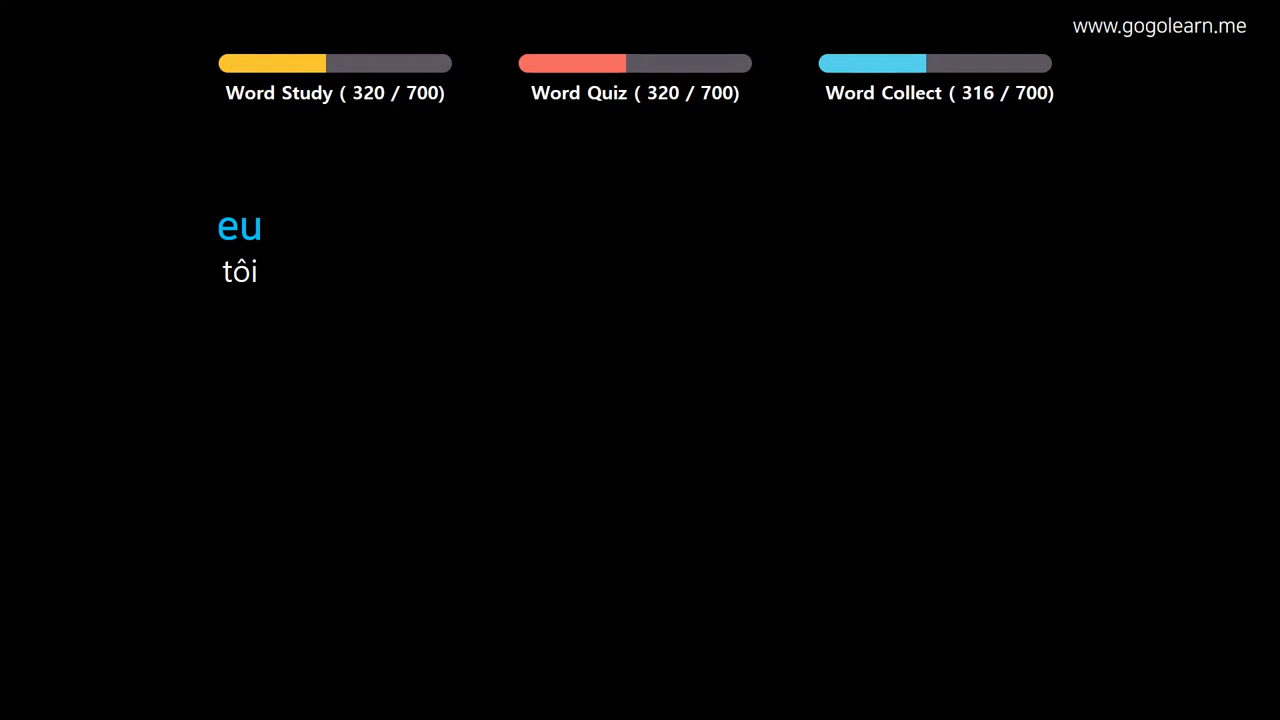 www.gogolearn.me
Word Study ( 320 / 700)
Word Quiz ( 320 / 700)
Word Collect ( 316 / 700)
eu
tôi